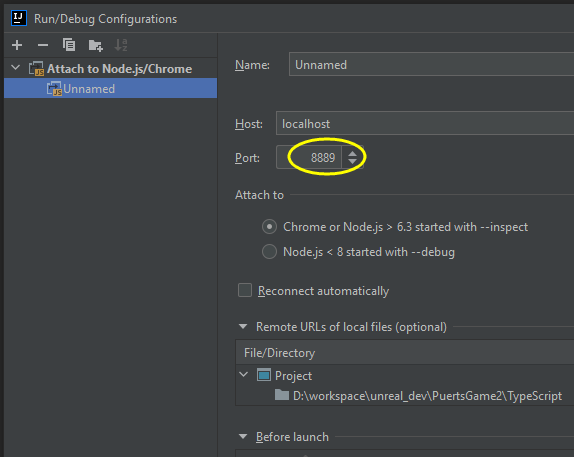 IJ Run/Debug Configurations
Attach to Node.js/Chrome
JS Unnamed
Name: Unnamed
Host: localhost
Port: 8889
Attach to
Chrome or Node.js > 6.3 started with --inspect
Node.js < 8 started with --debug
Reconnect automatically
Remote URLs of local files (optional)
File/Directory
Project
D:\workspace\unreal_dev\PuertsGame2\TypeScript
Before launch